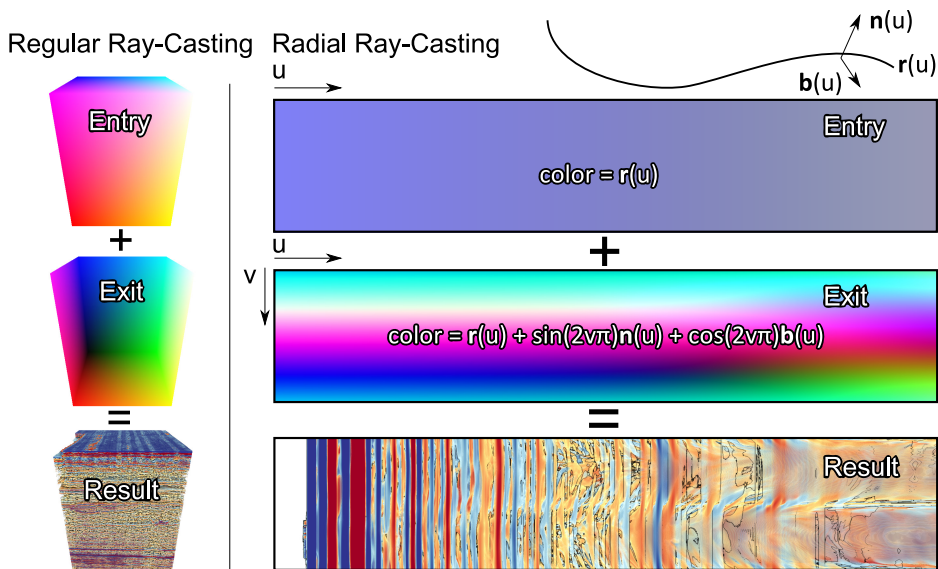 Regular Ray-Casting
Radial Ray-Casting
n(u)
r(u)
b(u)
u
Entry
Entry
color = r(u)
+
+
u
v
Exit
Exit
color = r(u) + sin(2vπ)n(u) + cos(2vπ)b(u)
=
=
Result
Result